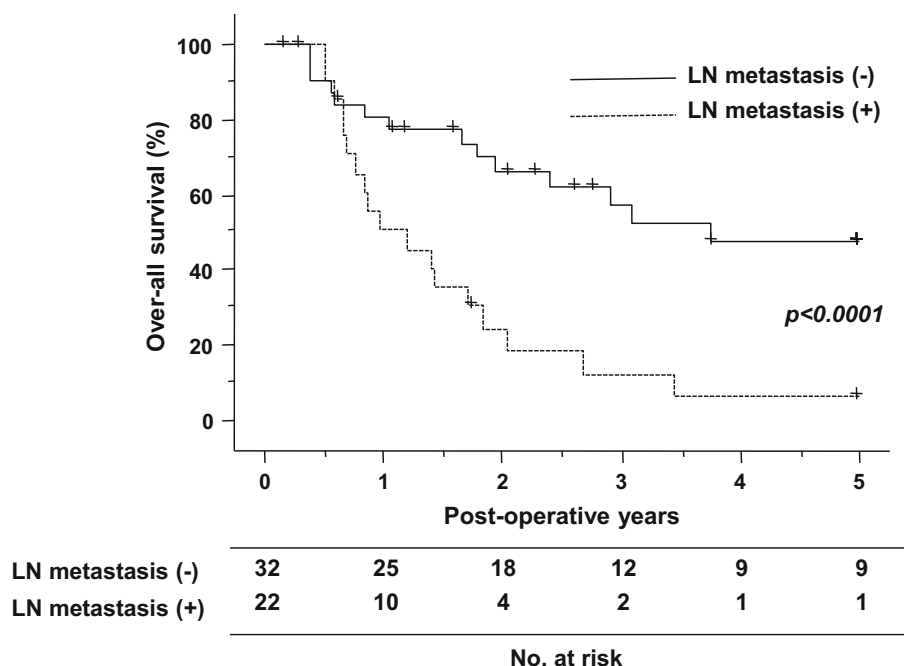 Over-all survival (%)
100
80
60
40
20
0
LN metastasis (-)
LN metastasis (+)
p<0.0001
0 1 2 3 4 5
Post-operative years
LN metastasis (-) 32 25 18 12 9 9
LN metastasis (+) 22 10 4 2 1 1
No. at risk